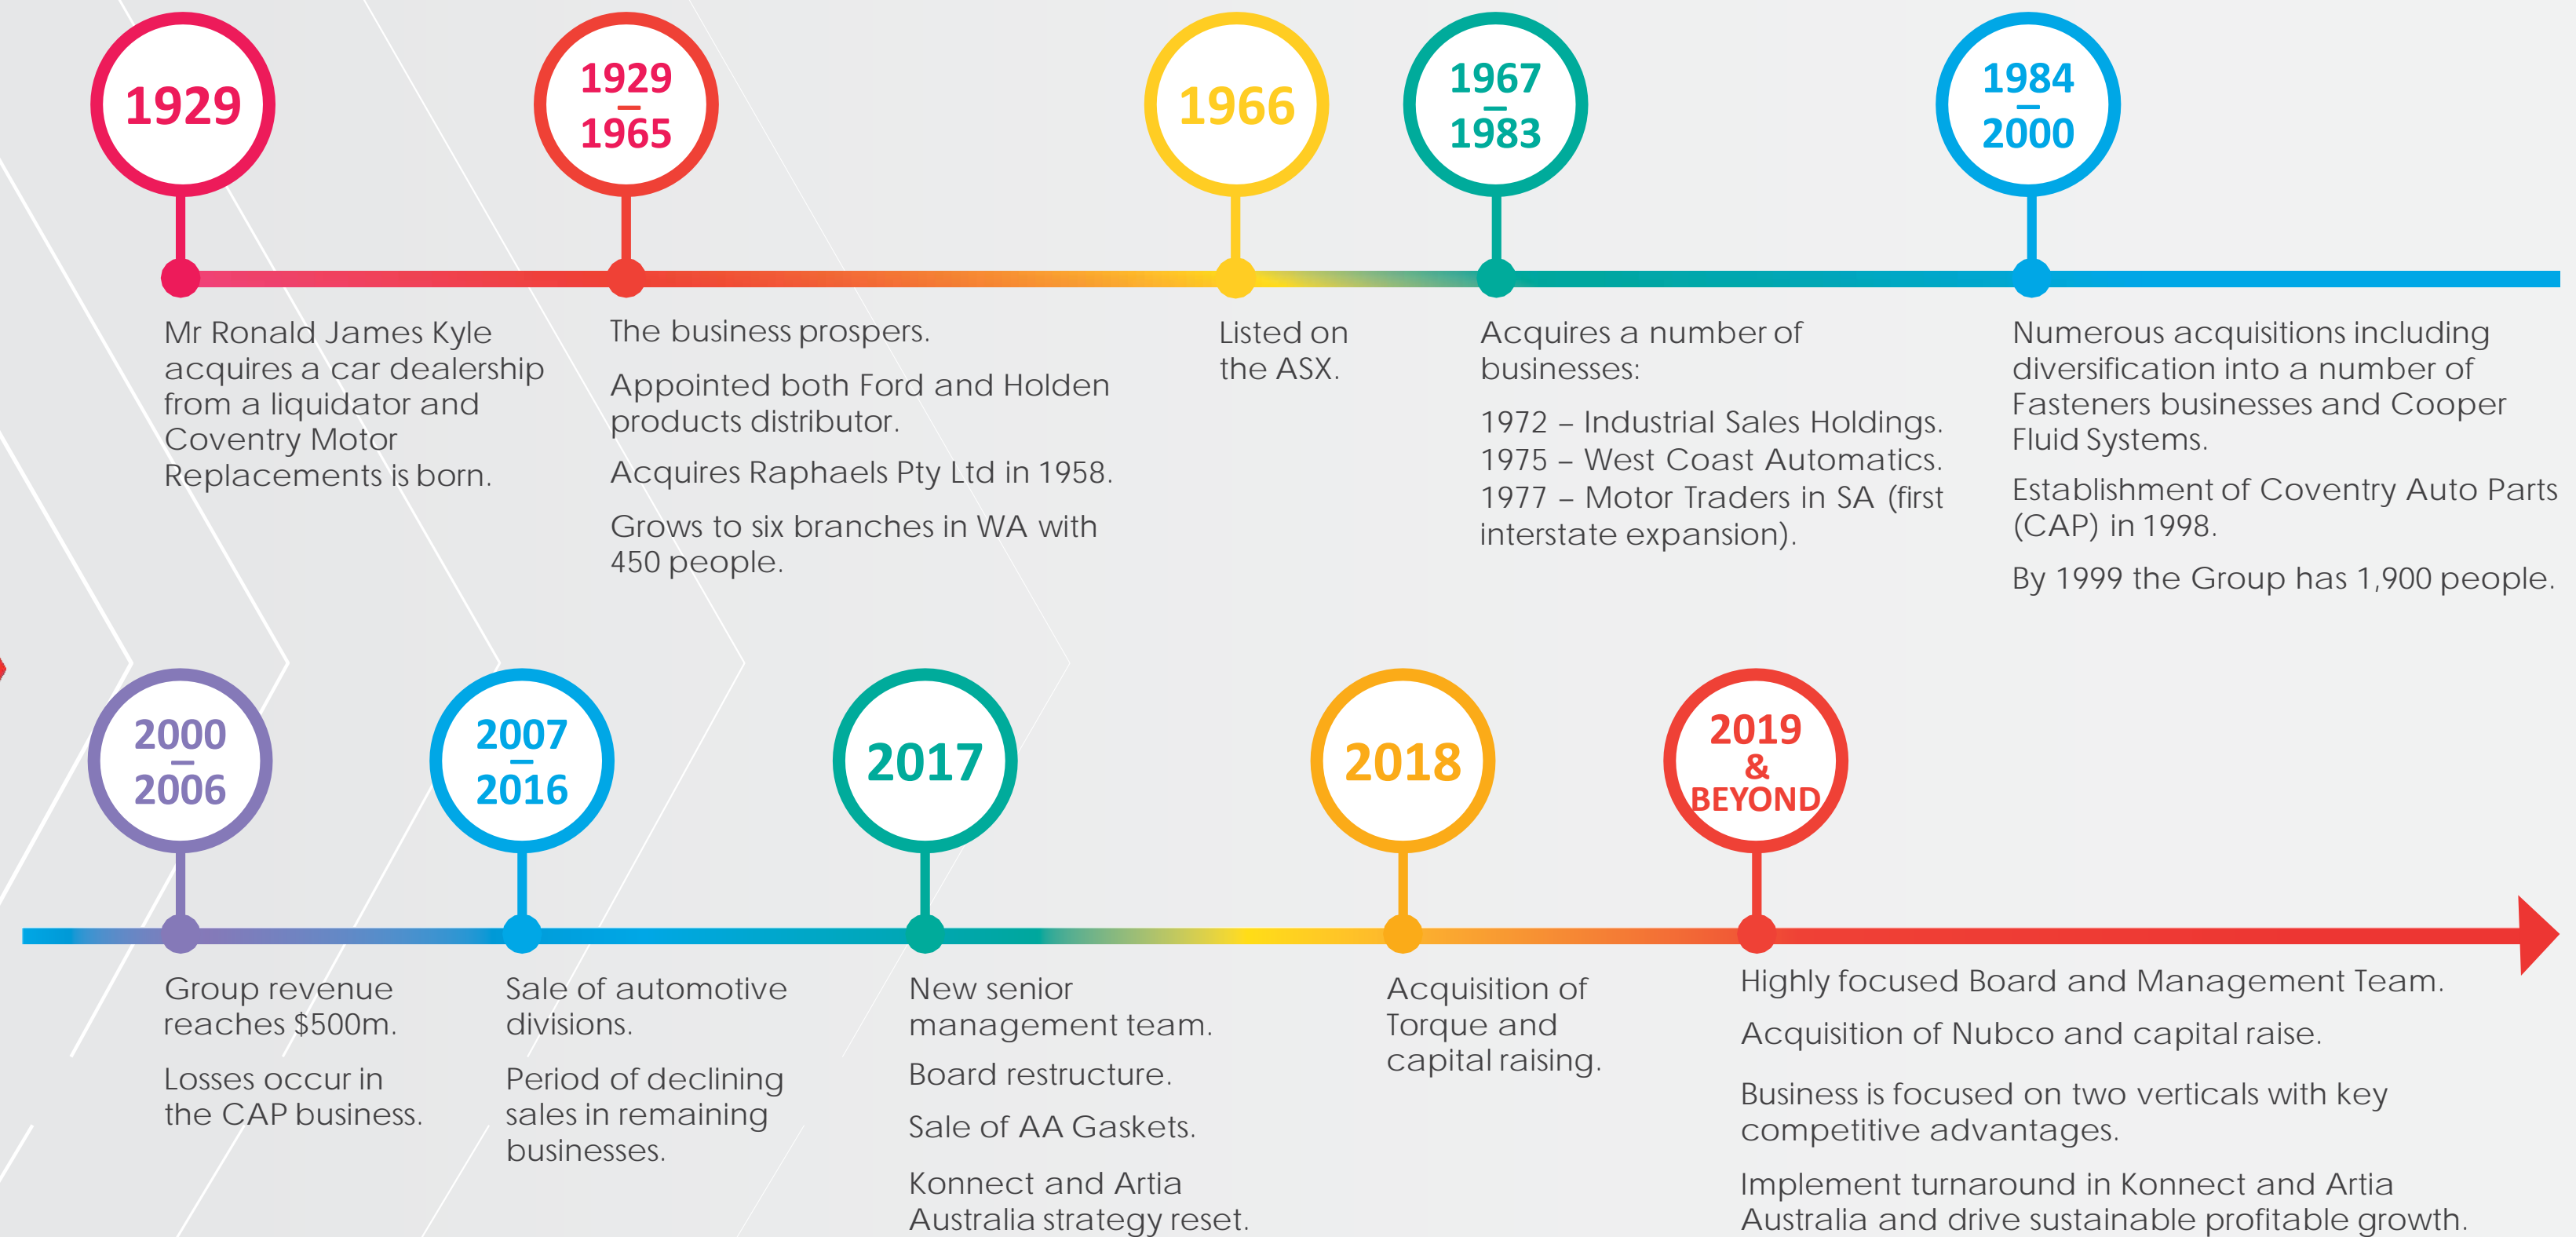 1929
Mr Ronald James Kyle
acquires a car dealership
from a liquidator and
Coventry Motor
Replacements is born.
1929
–
1965
The business prospers.
Appointed both Ford and Holden
products distributor.
Acquires Raphaels Pty Ltd in 1958.
Grows to six branches in WA with
450 people.
1966
Listed on
the ASX.
1967
–
1983
Acquires a number of
businesses:
1972 – Industrial Sales Holdings.
1975 – West Coast Automatics.
1977 – Motor Traders in SA (first
interstate expansion).
1984
–
2000
Numerous acquisitions including
diversification into a number of
Fasteners businesses and Cooper
Fluid Systems.
Establishment of Coventry Auto Parts
(CAP) in 1998.
By 1999 the Group has 1,900 people.
2000
–
2006
Group revenue
reaches $500m.
Losses occur in
the CAP business.
2007
–
2016
Sale of automotive
divisions.
Period of declining
sales in remaining
businesses.
2017
New senior
management team.
Board restructure.
Sale of AA Gaskets.
Konnect and Artia
Australia strategy reset.
2018
Acquisition of
Torque and
capital raising.
2019
&
BEYOND
Highly focused Board and Management Team.
Acquisition of Nubco and capital raise.
Business is focused on two verticals with key
competitive advantages.
Implement turnaround in Konnect and Artia
Australia and drive sustainable profitable growth.